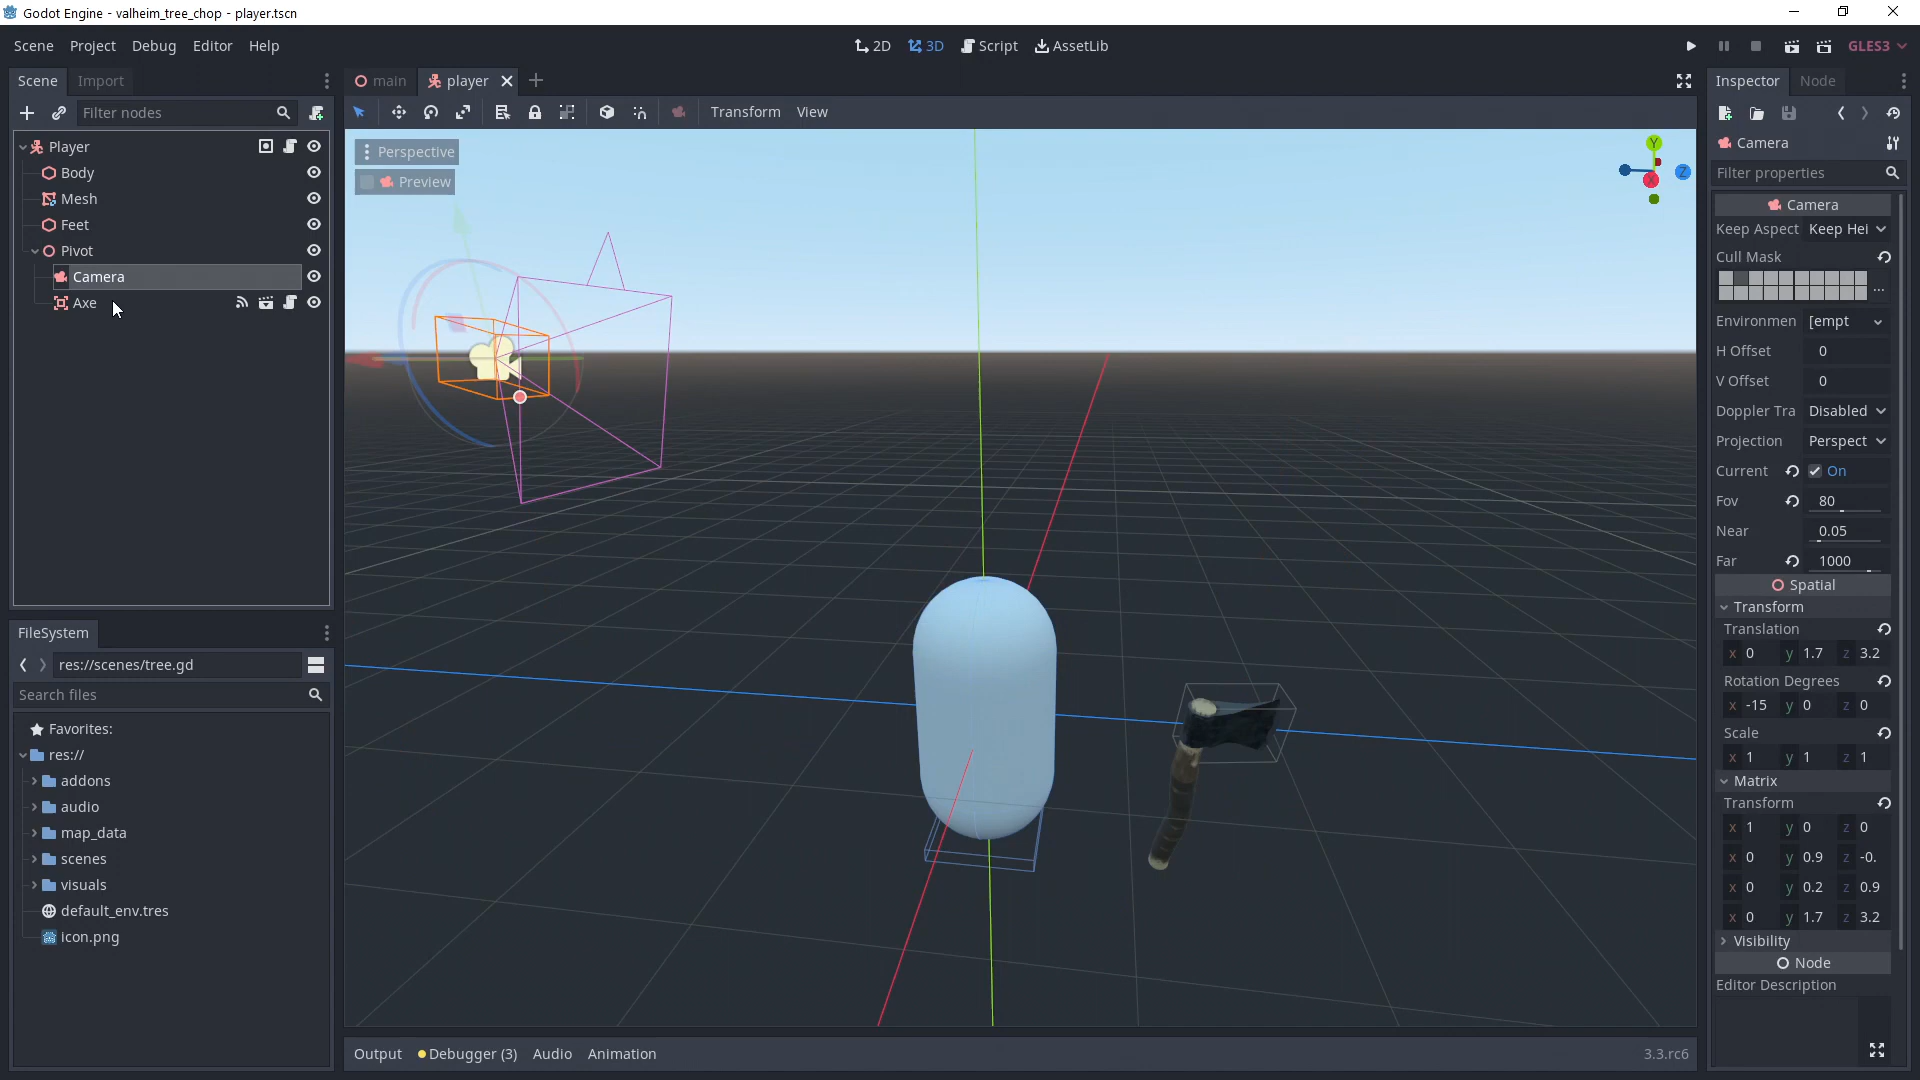 Godot Engine - valheim_tree_chop - player.tscn
Scene Project Debug Editor Help
2D 3D Script AssetLib
GLES3
Scene Import
Filter nodes
Player
Body
Mesh
Feet
Pivot
Camera
Axe
FileSystem
res://scenes/tree.gd
Search files
Favorites:
res://
addons
audio
map_data
scenes
visuals
default_env.tres
icon.png
main player
Transform View
Perspective
Preview
Y
X
Z
Output Debugger (3) Audio Animation
3.3.rc6
Inspector Node
Camera
Filter properties
Camera
Keep Aspect Keep Hei
Cull Mask
...
Environmen [empt
H Offset 0
V Offset 0
Doppler Tra Disabled
Projection Perspect
Current On
Fov 80
Near 0.05
Far 1000
Spatial
Transform
Translation
x 0 y 1.7 z 3.2
Rotation Degrees
x -15 y 0 z 0
Scale
x 1 y 1 z 1
Matrix
Transform
x 1 y 0 z 0
x 0 y 0.9 z -0.
x 0 y 0.2 z 0.9
x 0 y 1.7 z 3.2
Visibility
Node
Editor Description